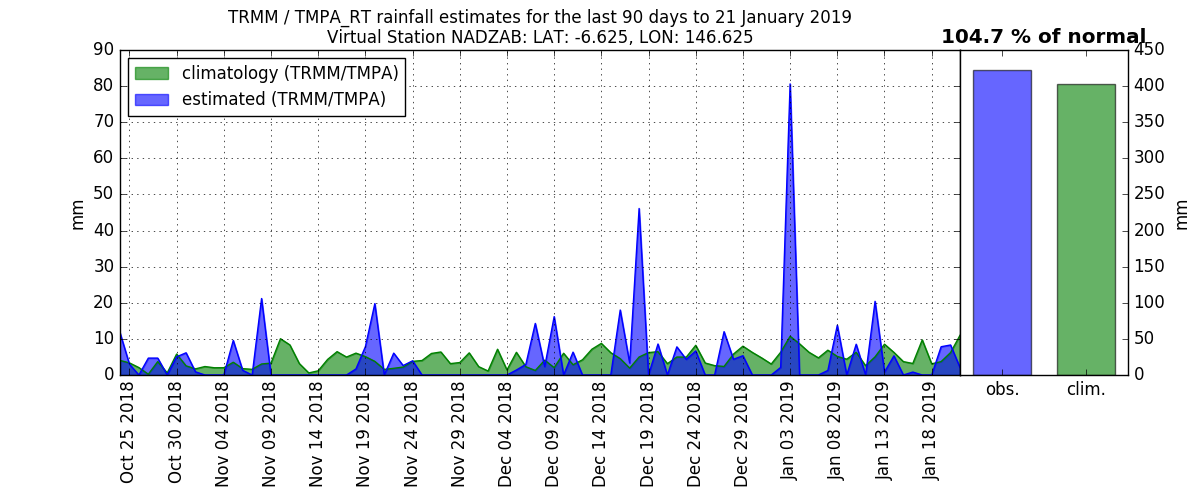 TRMM / TMPA_RT rainfall estimates for the last 90 days to 21 January 2019
Virtual Station NADZAB: LAT: -6.625, LON: 146.625
104.7 % of normal
climatology (TRMM/TMPA)
estimated (TRMM/TMPA)
mm
90
80
70
60
50
40
30
20
10
0
450
400
350
300
250
200
150
100
50
0
mm
Oct 25 2018
Oct 30 2018
Nov 04 2018
Nov 09 2018
Nov 14 2018
Nov 19 2018
Nov 24 2018
Nov 29 2018
Dec 04 2018
Dec 09 2018
Dec 14 2018
Dec 19 2018
Dec 24 2018
Dec 29 2018
Jan 03 2019
Jan 08 2019
Jan 13 2019
Jan 18 2019
obs.
clim.